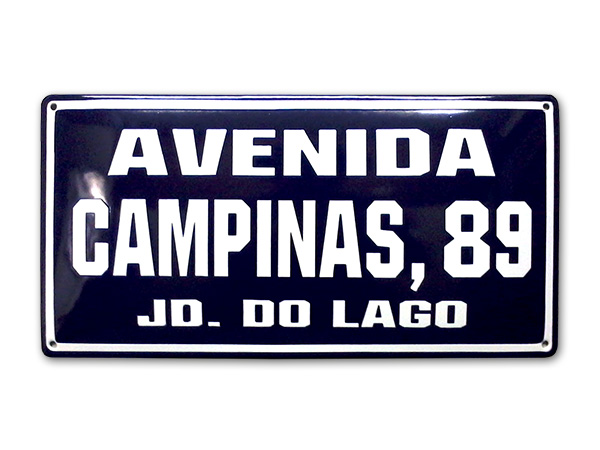 AVENIDA
CAMPINAS, 89
JD. DO LAGO